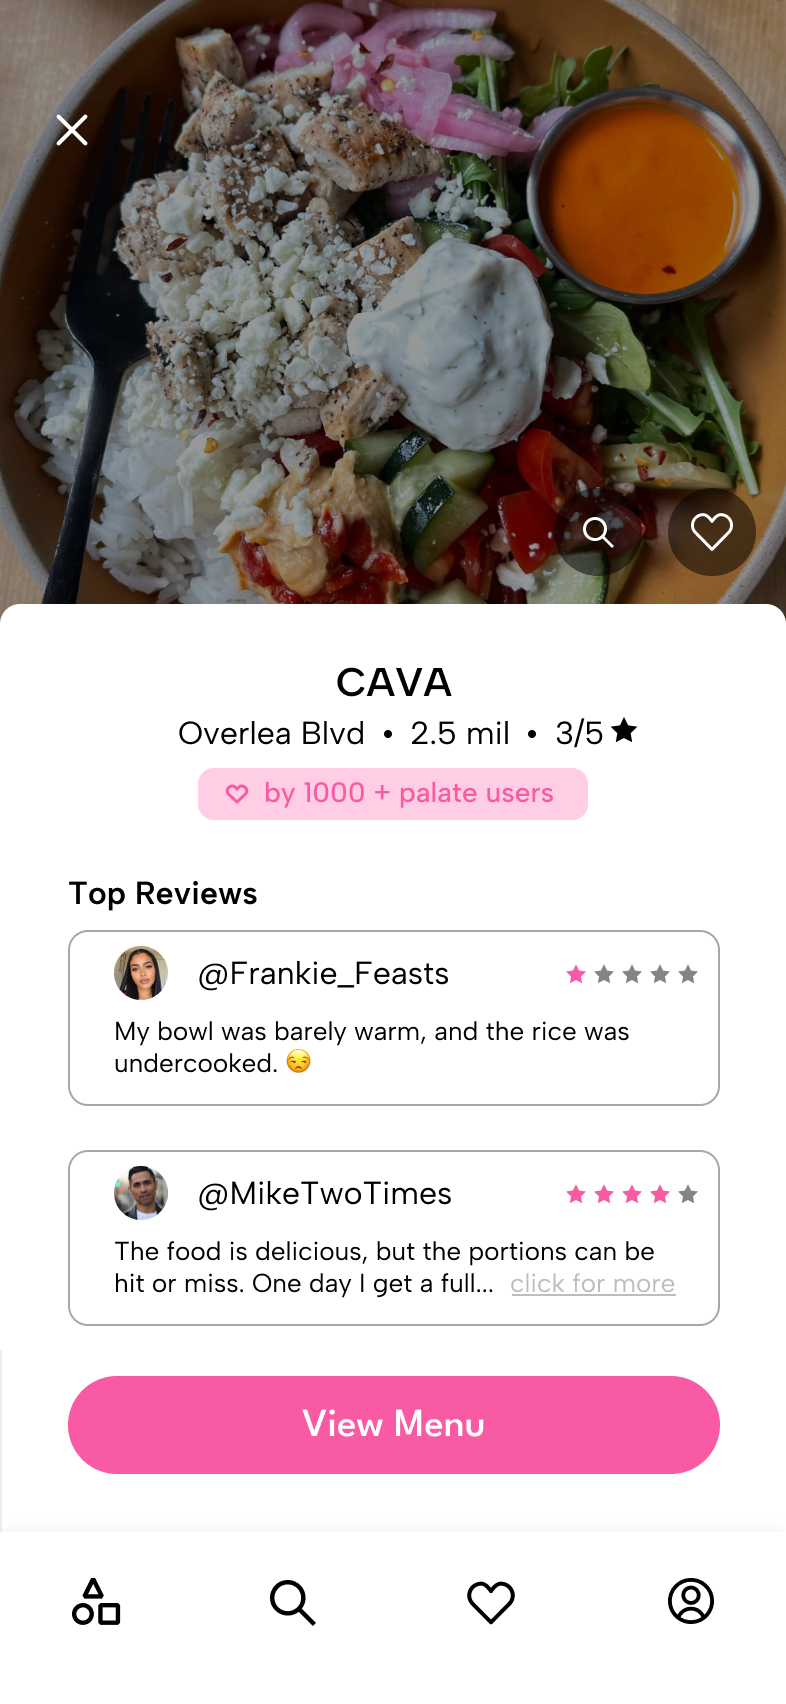 CAVA
Overlea Blvd • 2.5 mil • 3/5 ★
by 1000 + palate users
Top Reviews
@Frankie_Feasts
My bowl was barely warm, and the rice was
undercooked. 😒
@MikeTwoTimes
The food is delicious, but the portions can be
hit or miss. One day I get a full... click for more
View Menu